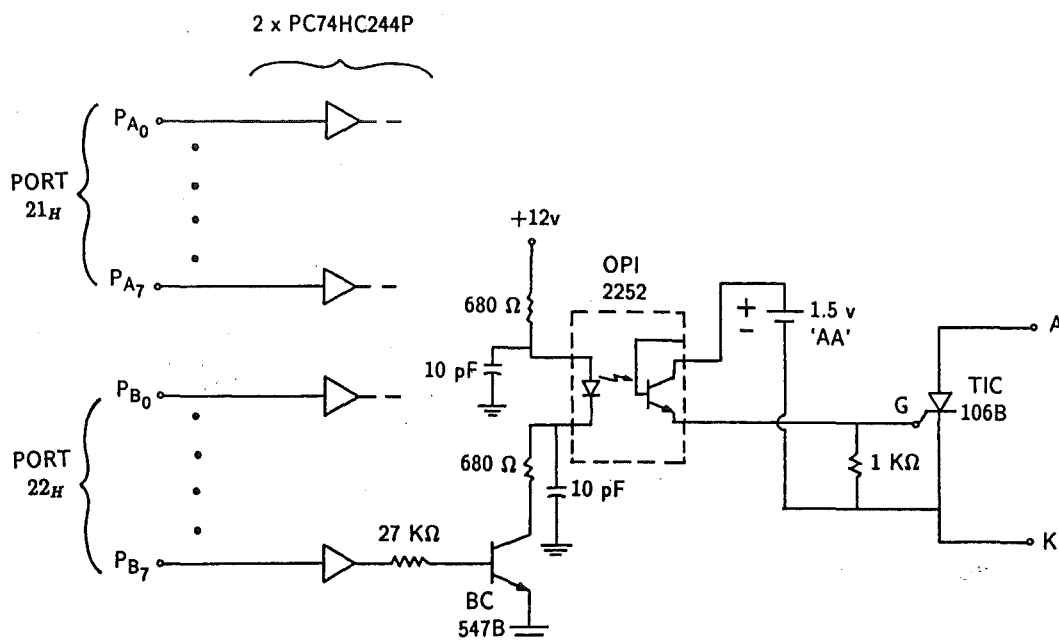 2 x PC74HC244P
PA0
PORT
21H
PA7
+12v
OPI
2252
680 Ω
10 pF
+
-
1.5 v
'AA'
A
TIC
106B
G
PB0
PORT
22H
680 Ω
10 pF
1 KΩ
27 KΩ
PB7
K
BC
547B